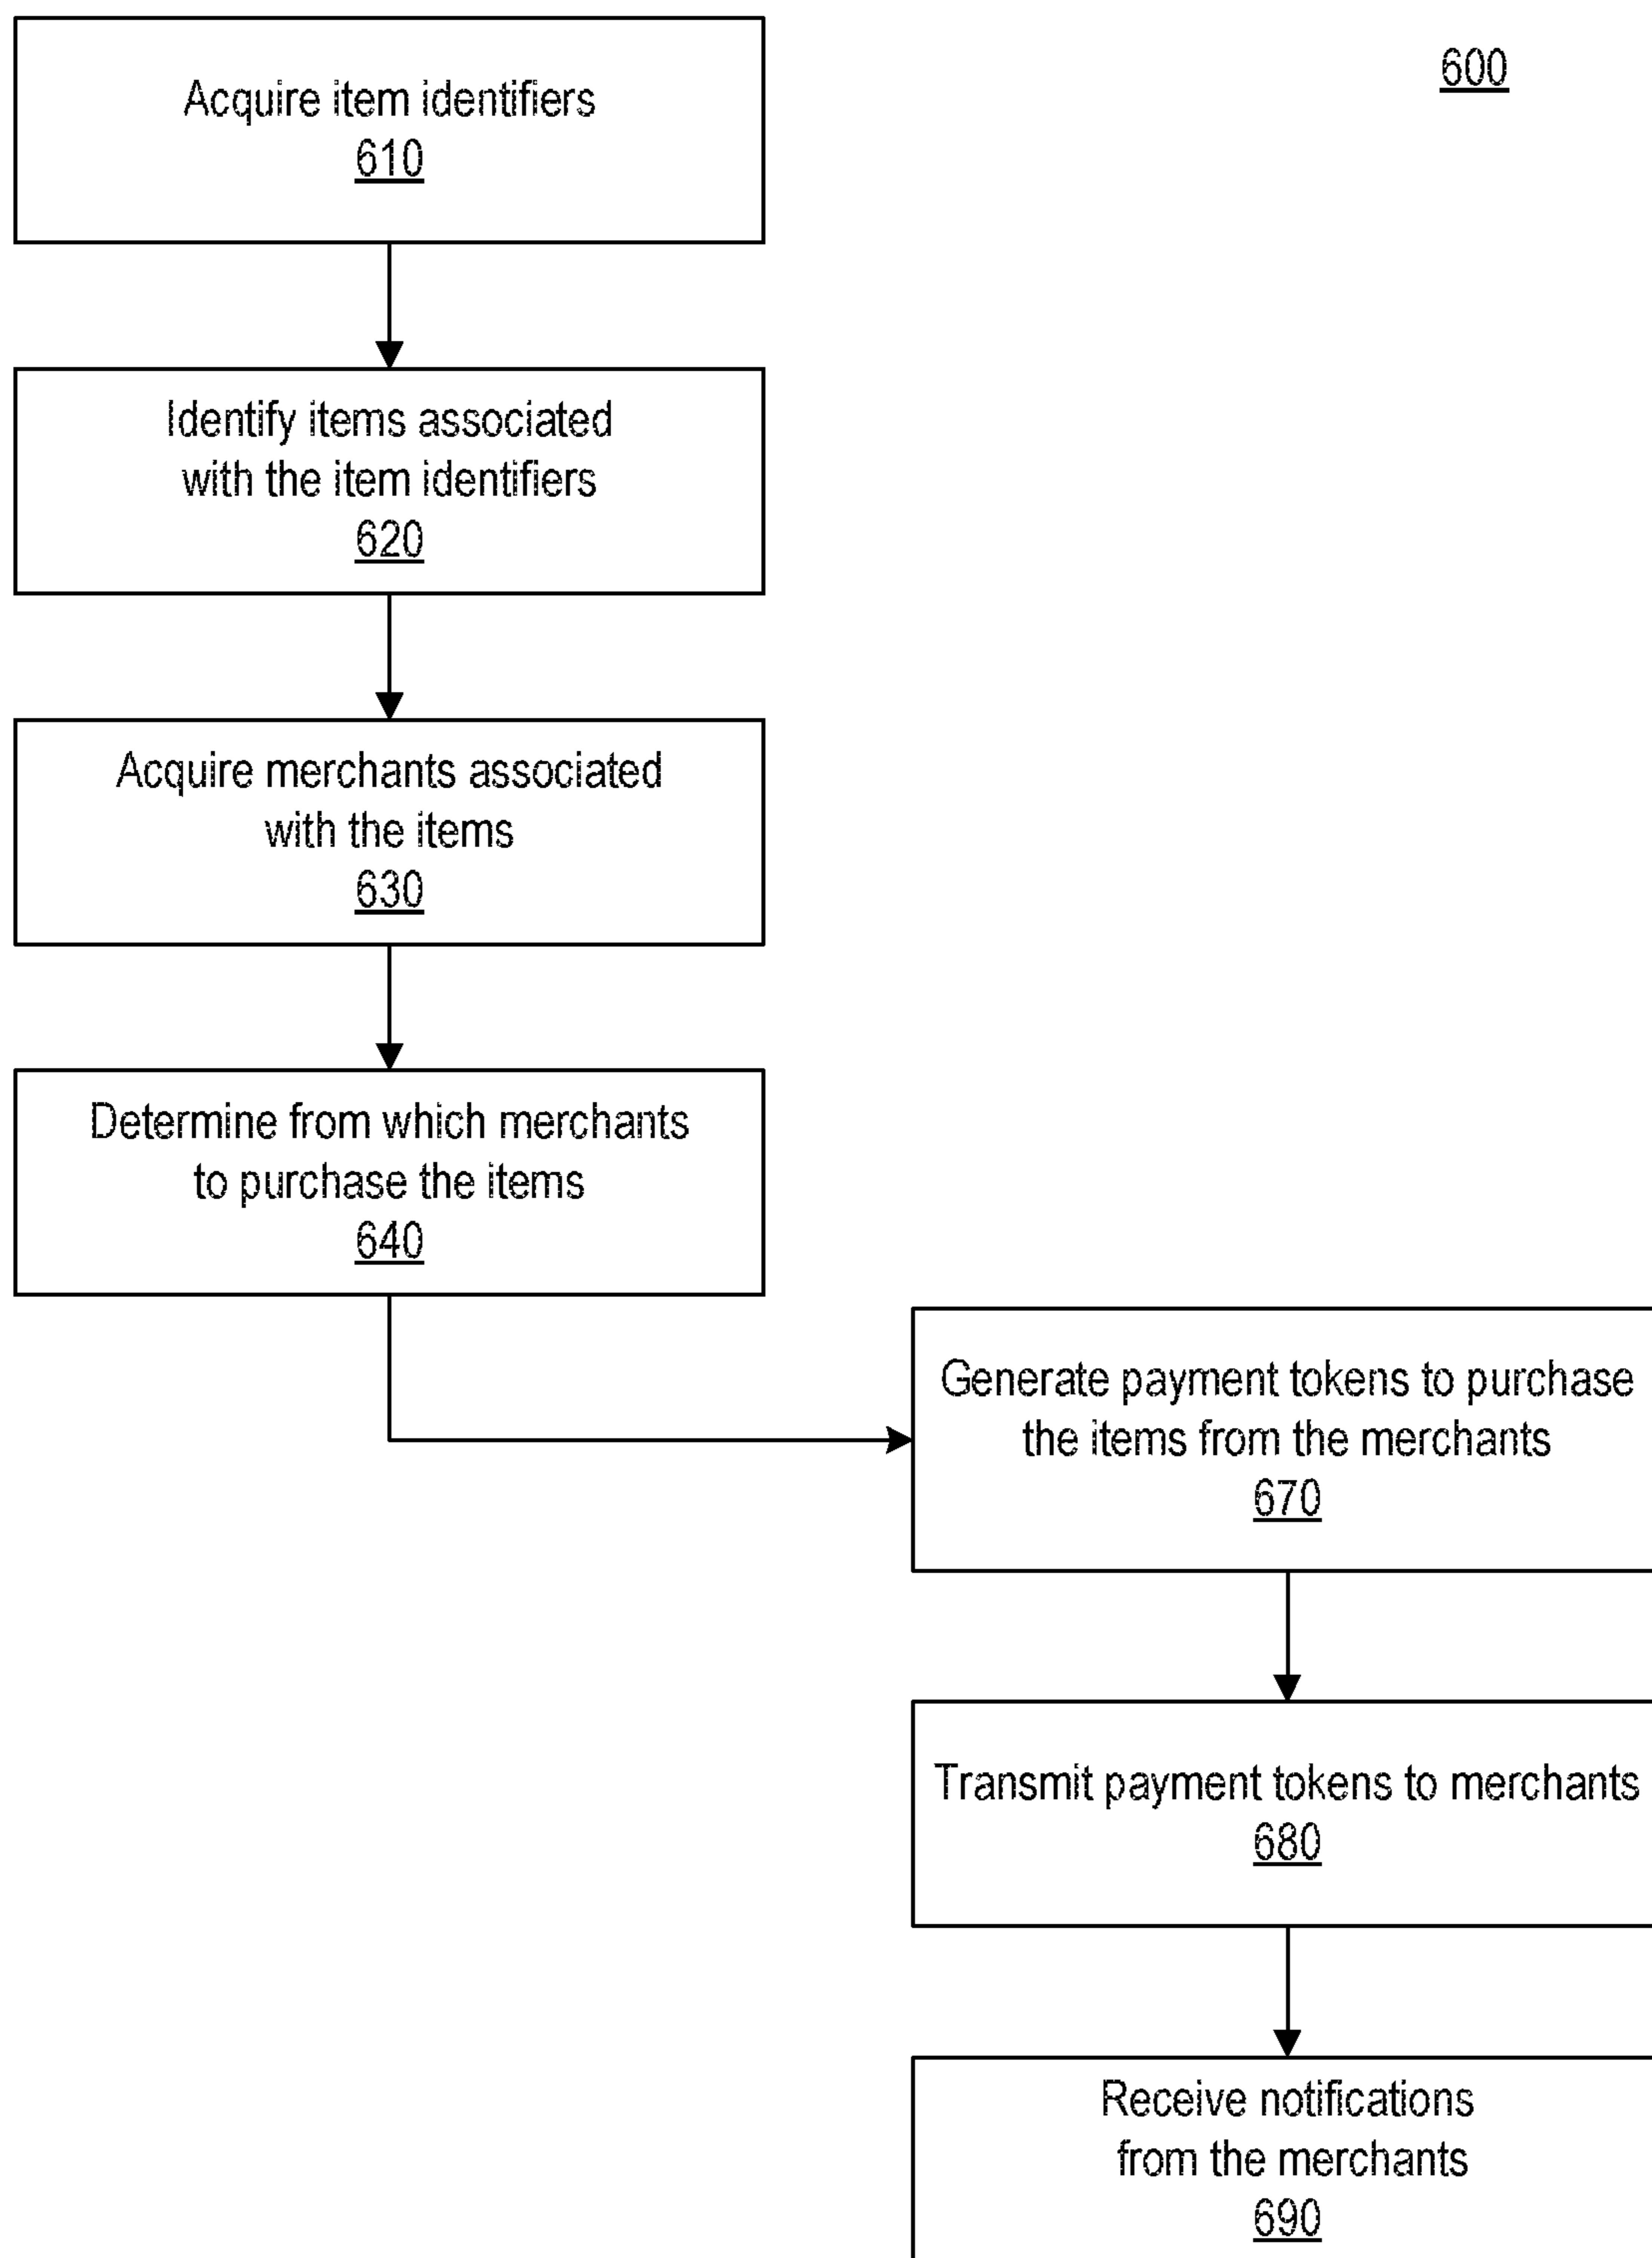 600
Acquire item identifiers
610
Identify items associated
with the item identifiers
620
Acquire merchants associated
with the items
630
Determine from which merchants
to purchase the items
640
Generate payment tokens to purchase
the items from the merchants
670
Transmit payment tokens to merchants
680
Receive notifications
from the merchants
690